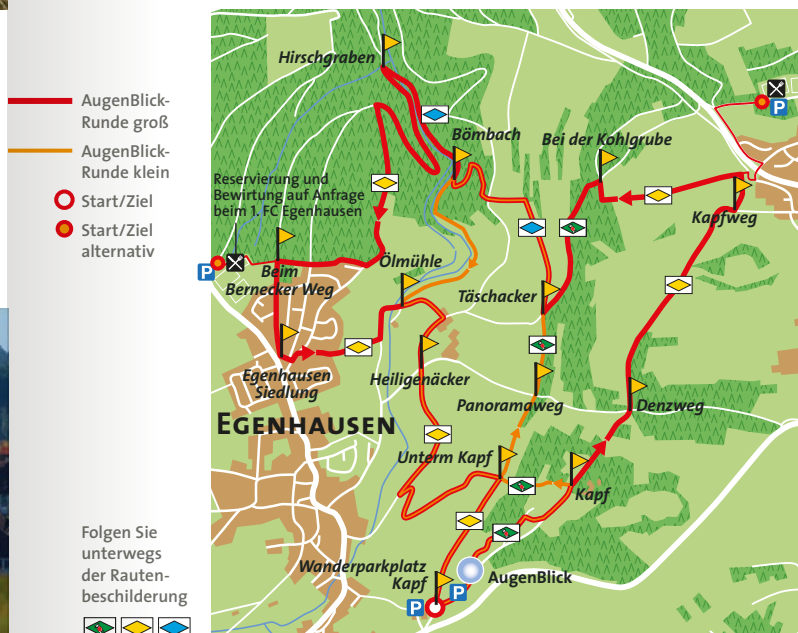 AugenBlick-
Runde groß
AugenBlick-
Runde klein
Start/Ziel
Start/Ziel
alternativ
Folgen Sie
unterwegs
der Rauten-
beschilderung
Hirschgraben
Bömbach
Bei der Kohlgrube
P
Reservierung und
Bewirtung auf Anfrage
beim 1. FC Egenhausen
Kapfweg
P
Beim
Bernecker Weg
Ölmühle
Täschacker
Egenhausen
Siedlung
Heiligenäcker
Panoramaweg
Denzweg
EGENHAUSEN
Unterm Kapf
Kapf
Wanderparkplatz
Kapf
AugenBlick
P
P